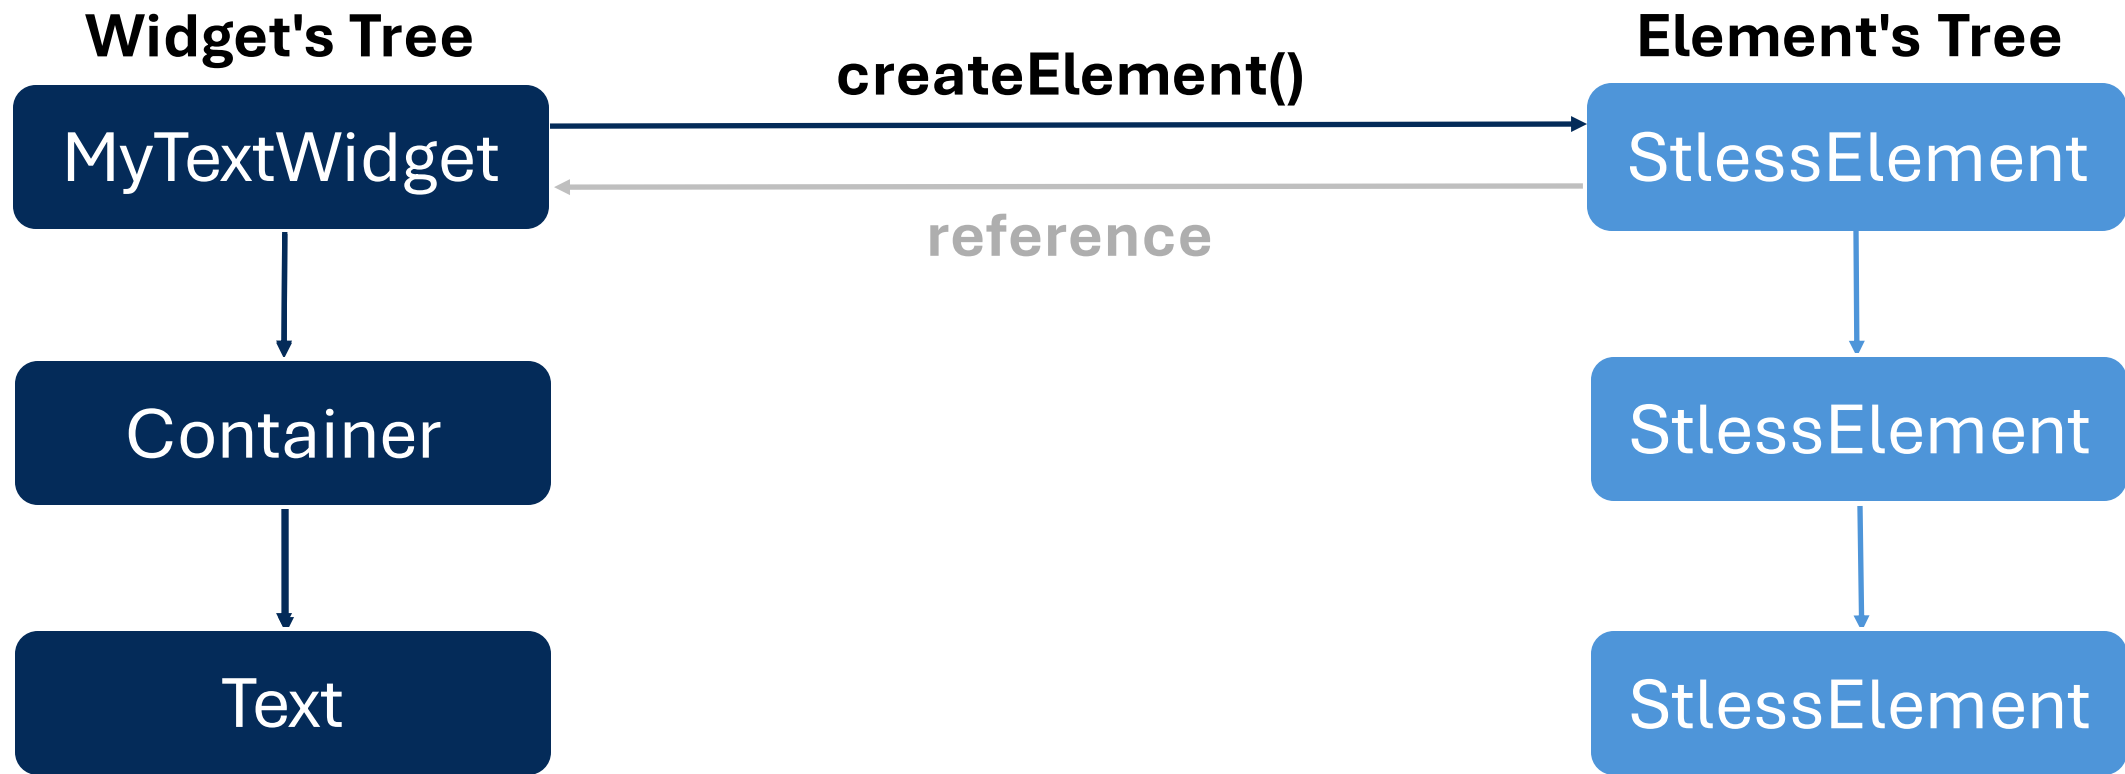 Widget's Tree
createElement()
Element's Tree
MyTextWidget
StlessElement
reference
Container
StlessElement
Text
StlessElement